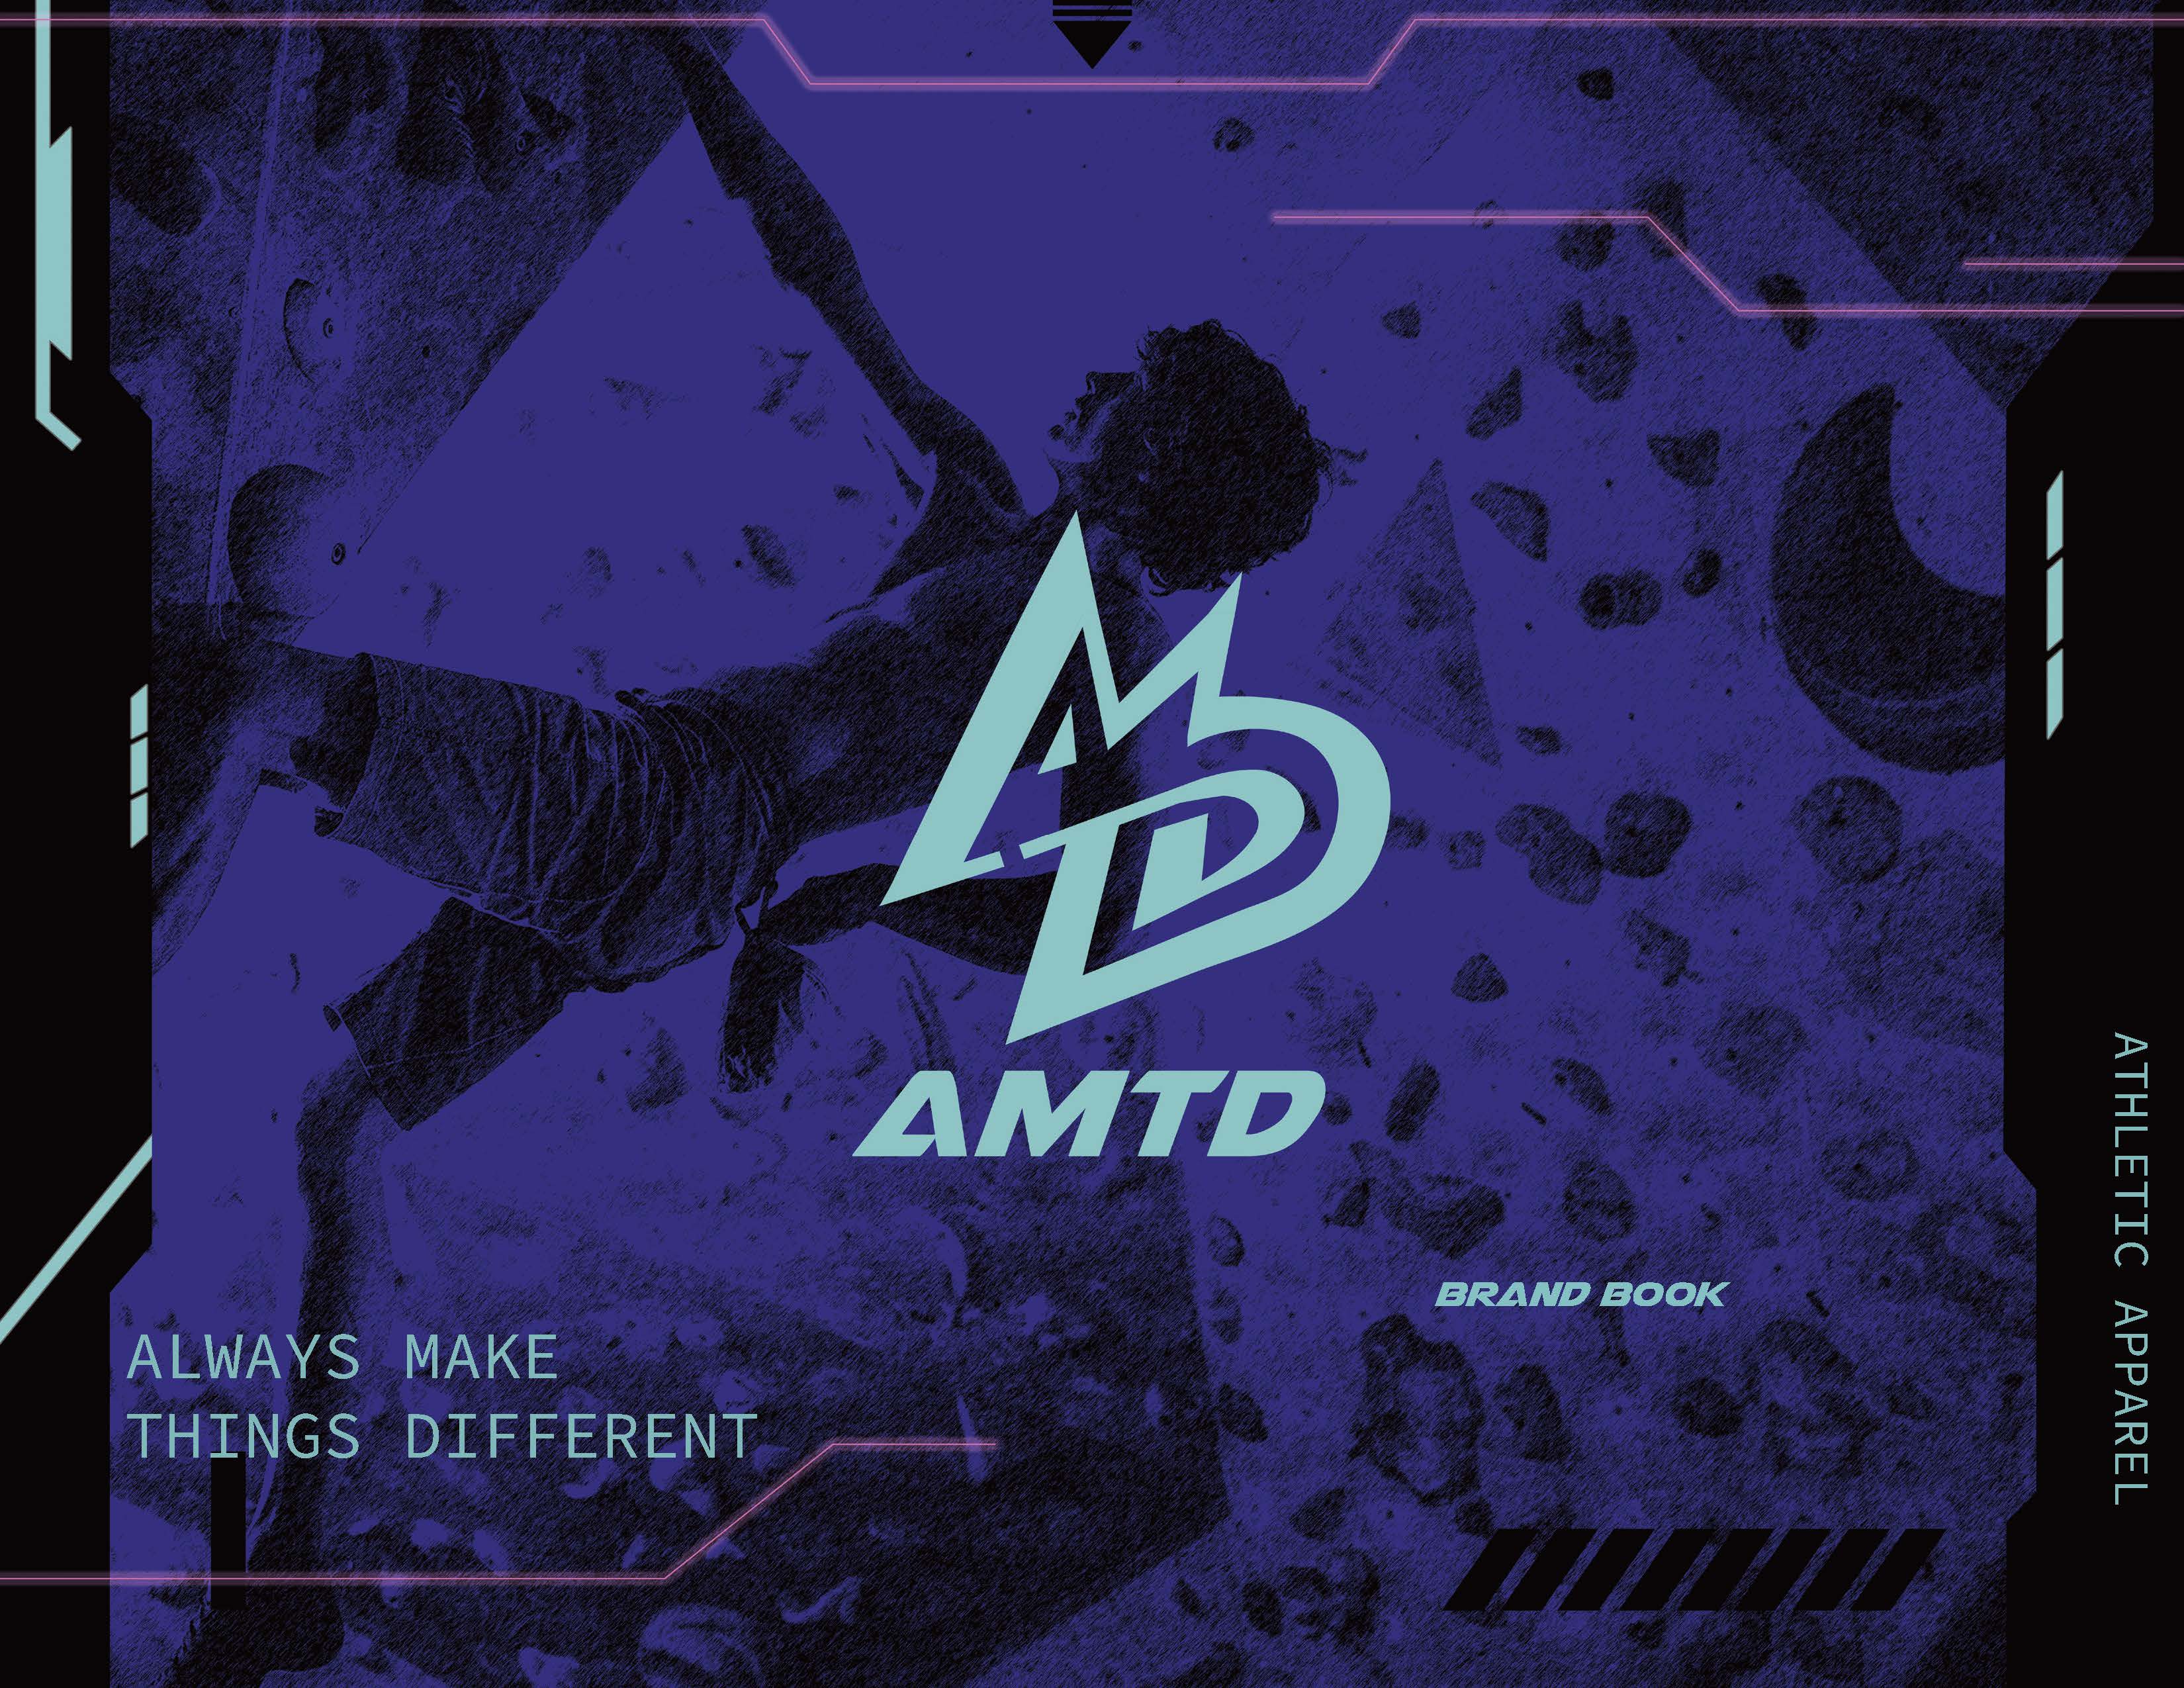 AMTD
BRAND BOOK
ALWAYS MAKE
THINGS DIFFERENT
ATHLETIC APPAREL